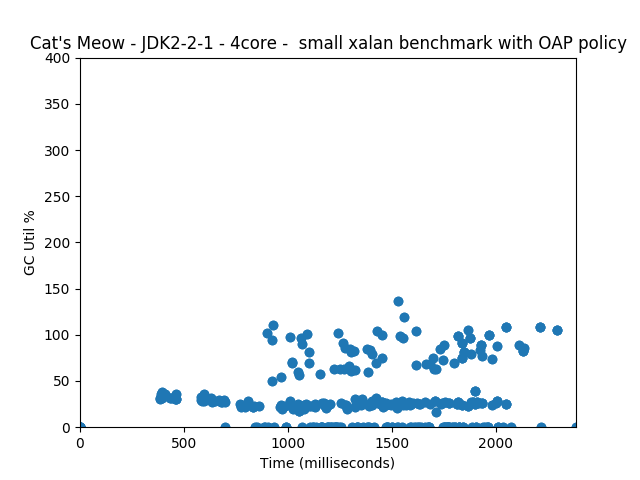 Cat's Meow - JDK2-2-1 - 4core -  small xalan benchmark with OAP policy
400
350
300
250
200
150
100
50
0
GC Util %
0 500 1000 1500 2000
Time (milliseconds)